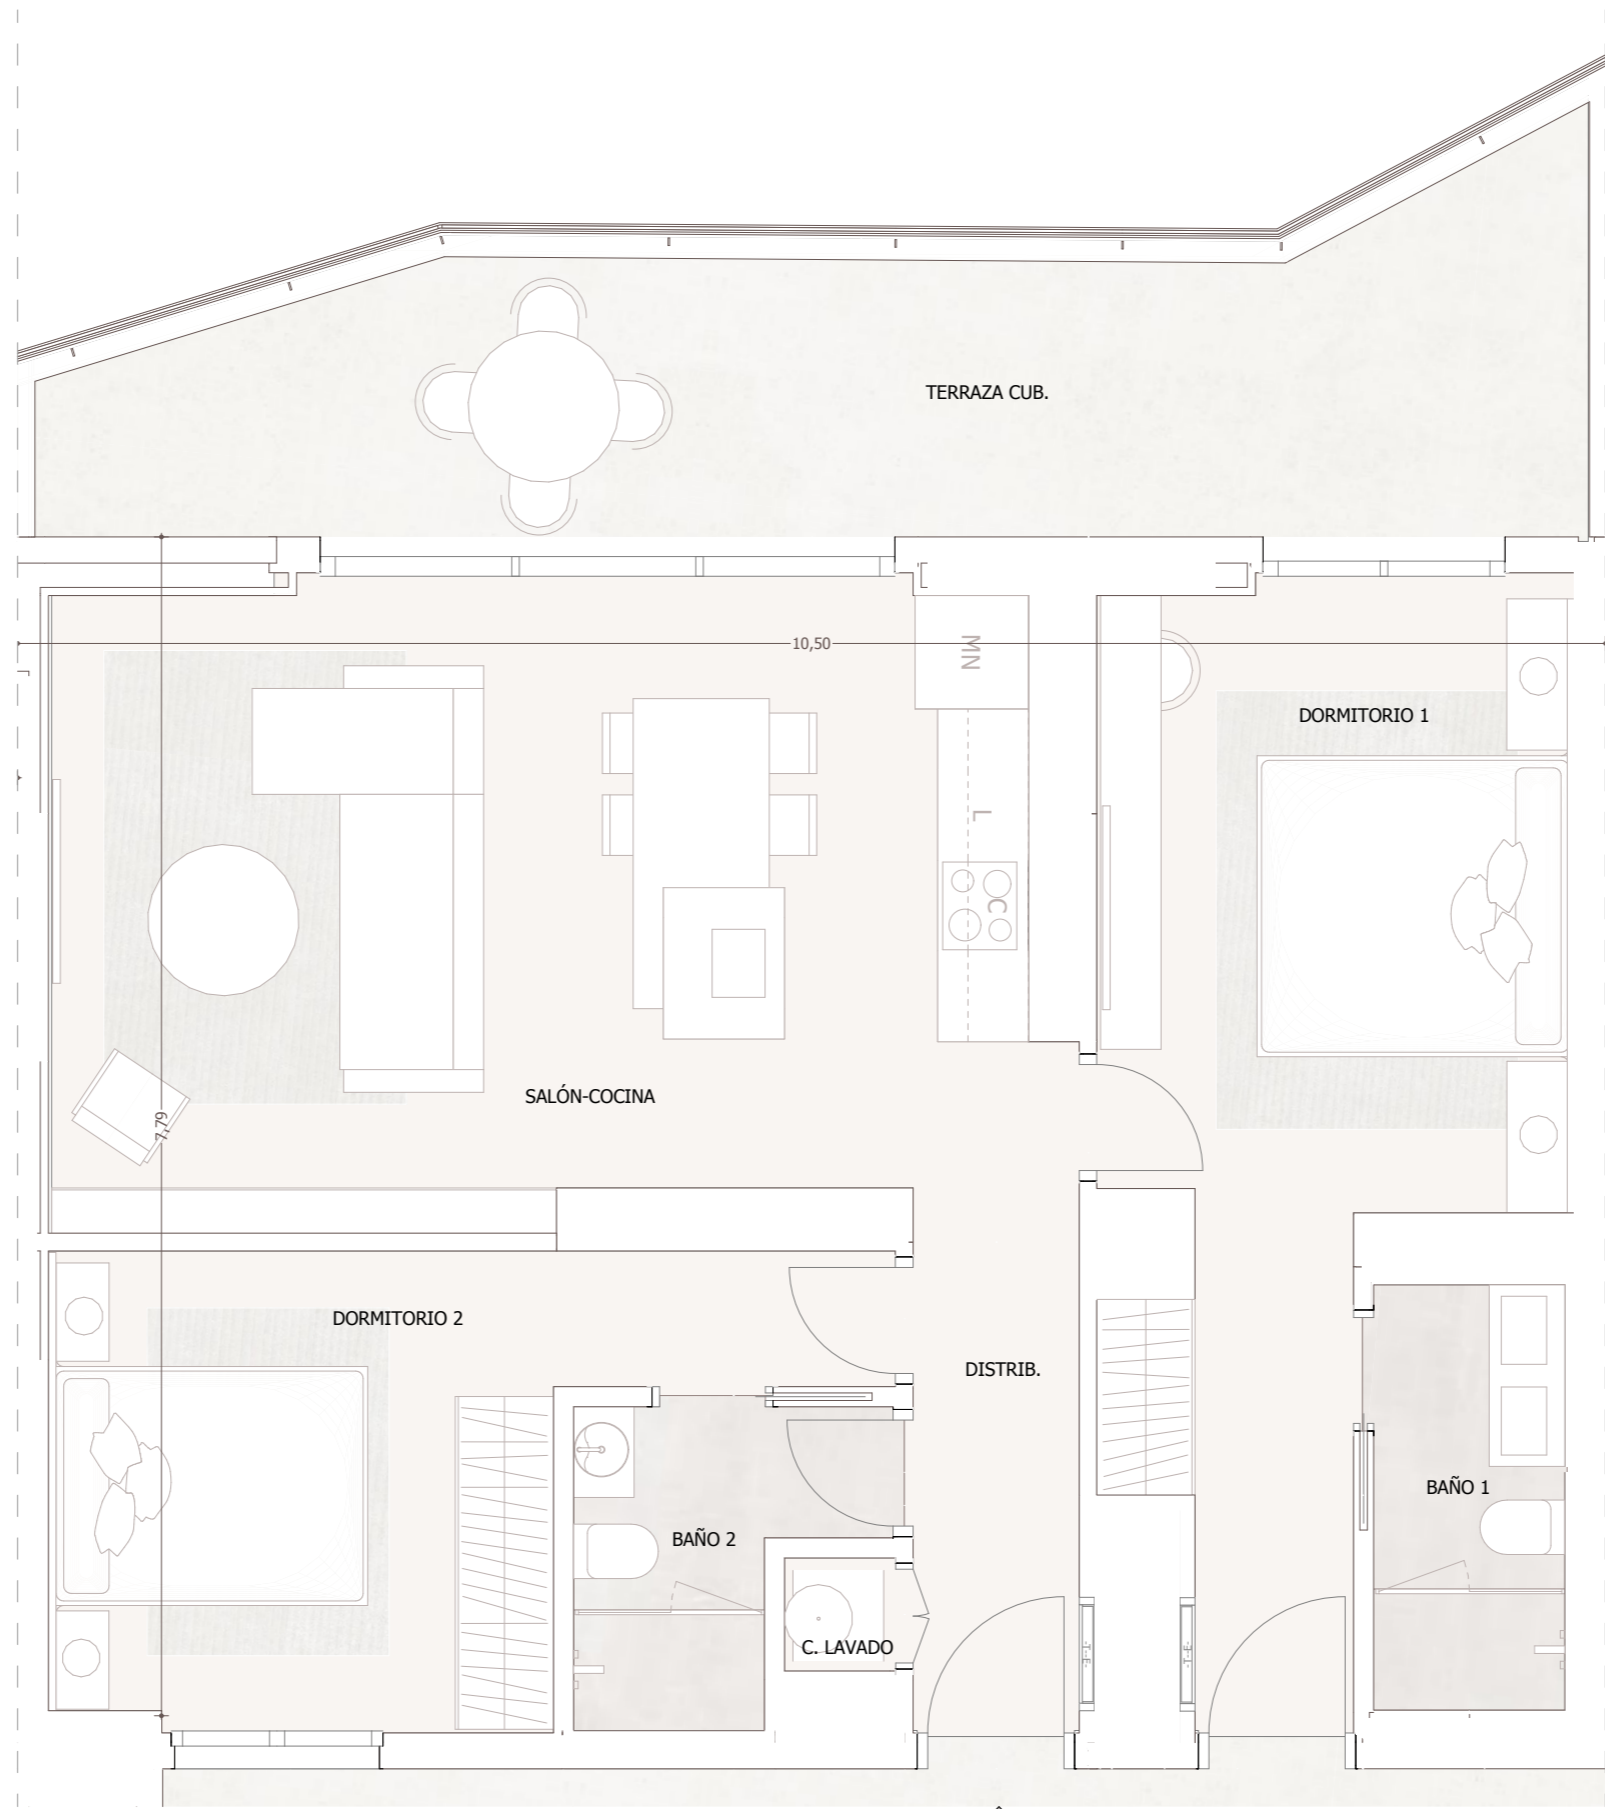 TERRAZA CUB.
10,50
MN
DORMITORIO 1
L
C
SALÓN-COCINA
7,79
DORMITORIO 2
DISTRIB.
BAÑO 1
BAÑO 2
C. LAVADO